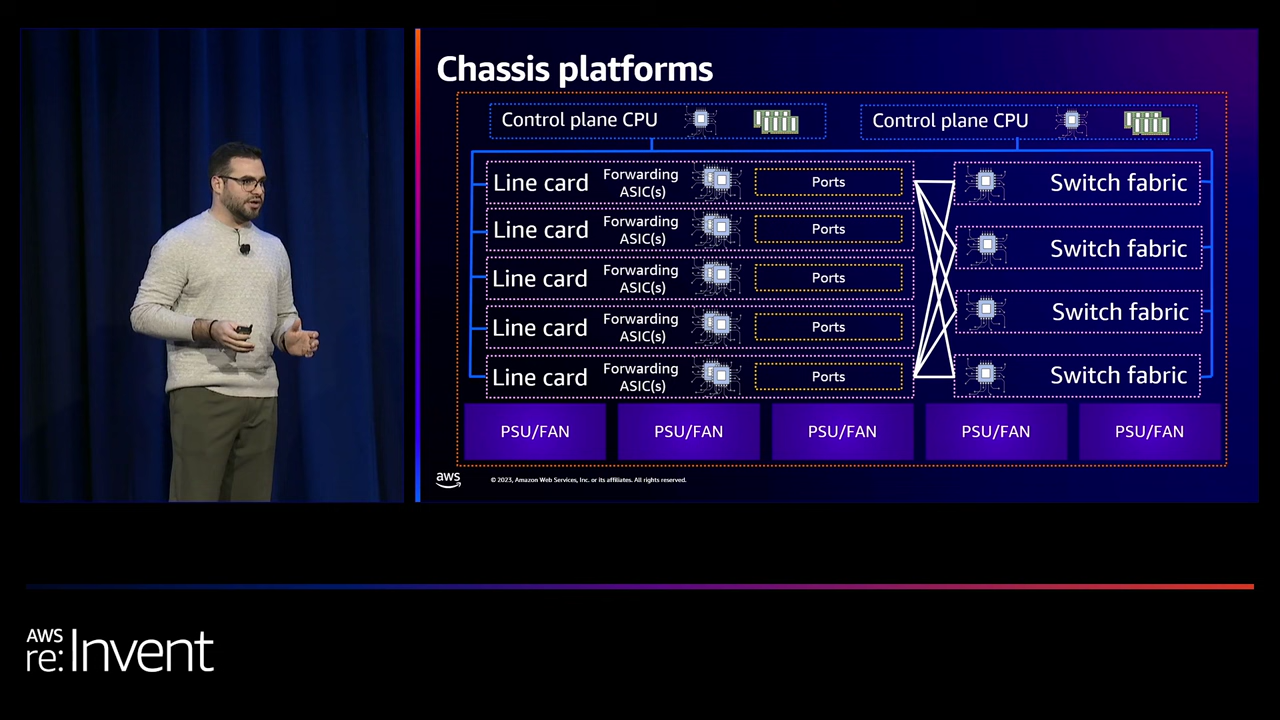 Chassis platforms
Control plane CPU
Control plane CPU
Line card
Forwarding
ASIC(s)
Ports
Switch fabric
Line card
Forwarding
ASIC(s)
Ports
Switch fabric
Line card
Forwarding
ASIC(s)
Ports
Switch fabric
Line card
Forwarding
ASIC(s)
Ports
Switch fabric
Line card
Forwarding
ASIC(s)
Ports
PSU/FAN
PSU/FAN
PSU/FAN
PSU/FAN
PSU/FAN
aws
© 2023, Amazon Web Services, Inc. or its affiliates. All rights reserved.
AWS
re:Invent